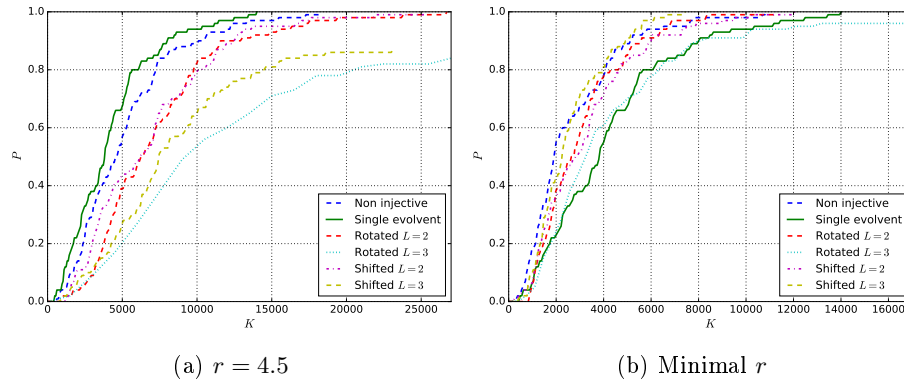 1.0
0.8
0.6
0.4
0.2
0.0
P
0 5000 10000 15000 20000 25000
K
Non injective
Single evolvent
Rotated L=2
Rotated L=3
Shifted L=2
Shifted L=3
(a) r = 4.5
1.0
0.8
0.6
0.4
0.2
0.0
P
0 2000 4000 6000 8000 10000 12000 14000 16000
K
Non injective
Single evolvent
Rotated L=2
Rotated L=3
Shifted L=2
Shifted L=3
(b) Minimal r